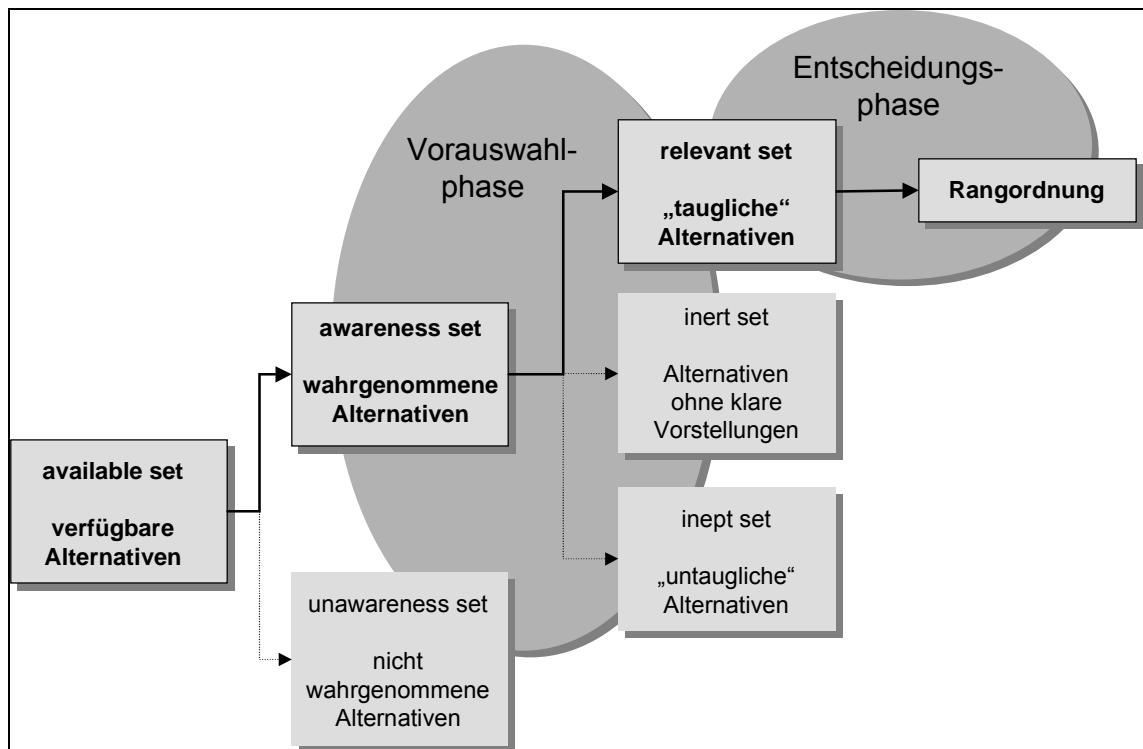 Entscheidungs-
phase
Vorauswahl-
phase
relevant set
„taugliche“
Alternativen
Rangordnung
awareness set
wahrgenommene
Alternativen
inert set
Alternativen
ohne klare
Vorstellungen
available set
verfügbare
Alternativen
inept set
„untaugliche“
Alternativen
unawareness set
nicht
wahrgenommene
Alternativen